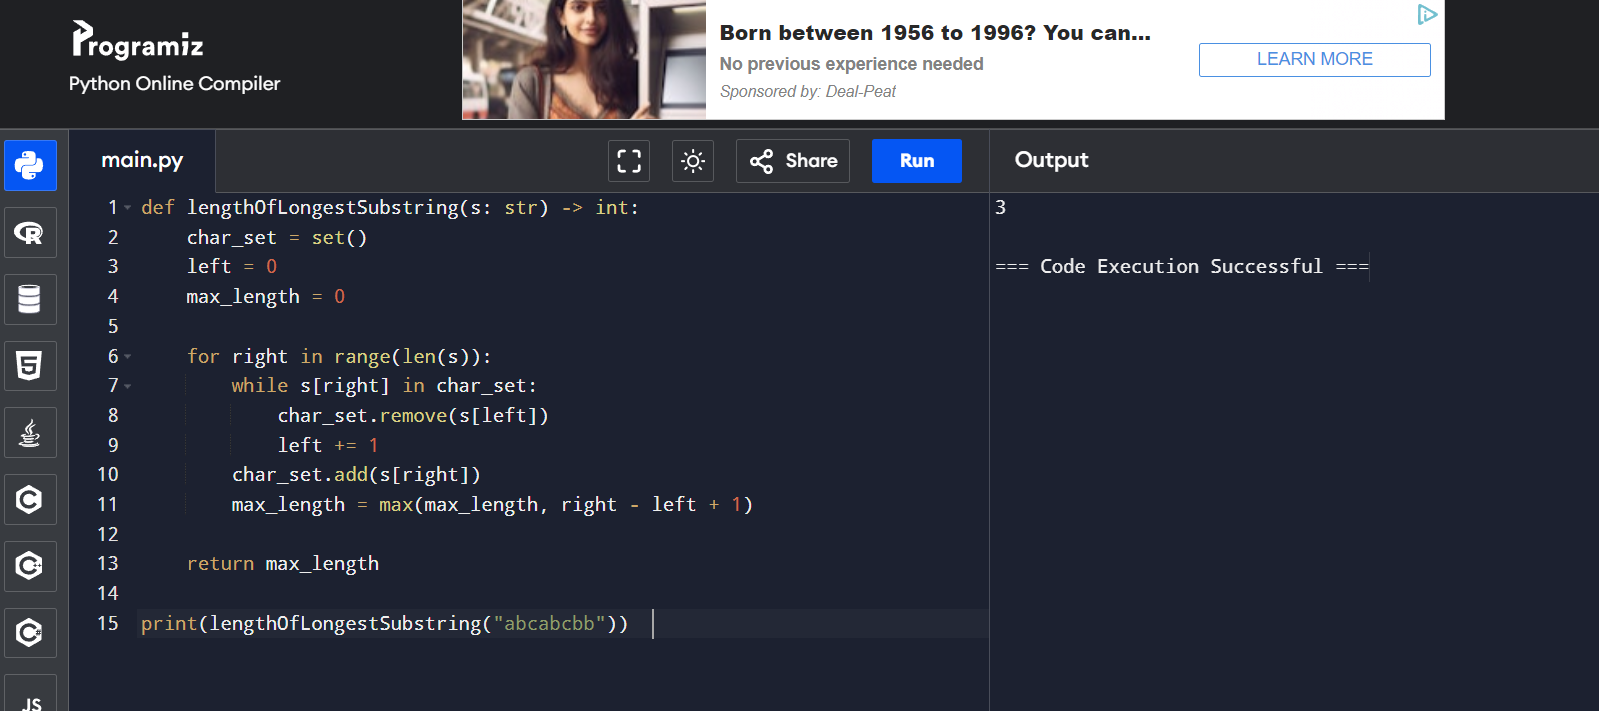 Programiz
Python Online Compiler
Born between 1956 to 1996? You can...
No previous experience needed
Sponsored by: Deal-Peat
LEARN MORE
main.py
Share
Run
Output
1 def lengthOfLongestSubstring(s: str) -> int:
2     char_set = set()
3     left = 0
4     max_length = 0
5
6     for right in range(len(s)):
7         while s[right] in char_set:
8             char_set.remove(s[left])
9             left += 1
10         char_set.add(s[right])
11         max_length = max(max_length, right - left + 1)
12
13     return max_length
14
15 print(lengthOfLongestSubstring("abcabcbb"))
3
=== Code Execution Successful ===
R
5
C
C++
C#
JS